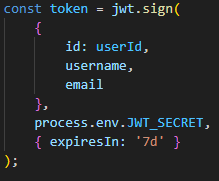 const token = jwt.sign(
    {
        id: userId,
        username,
        email
    },
    process.env.JWT_SECRET,
    { expiresIn: '7d' }
);